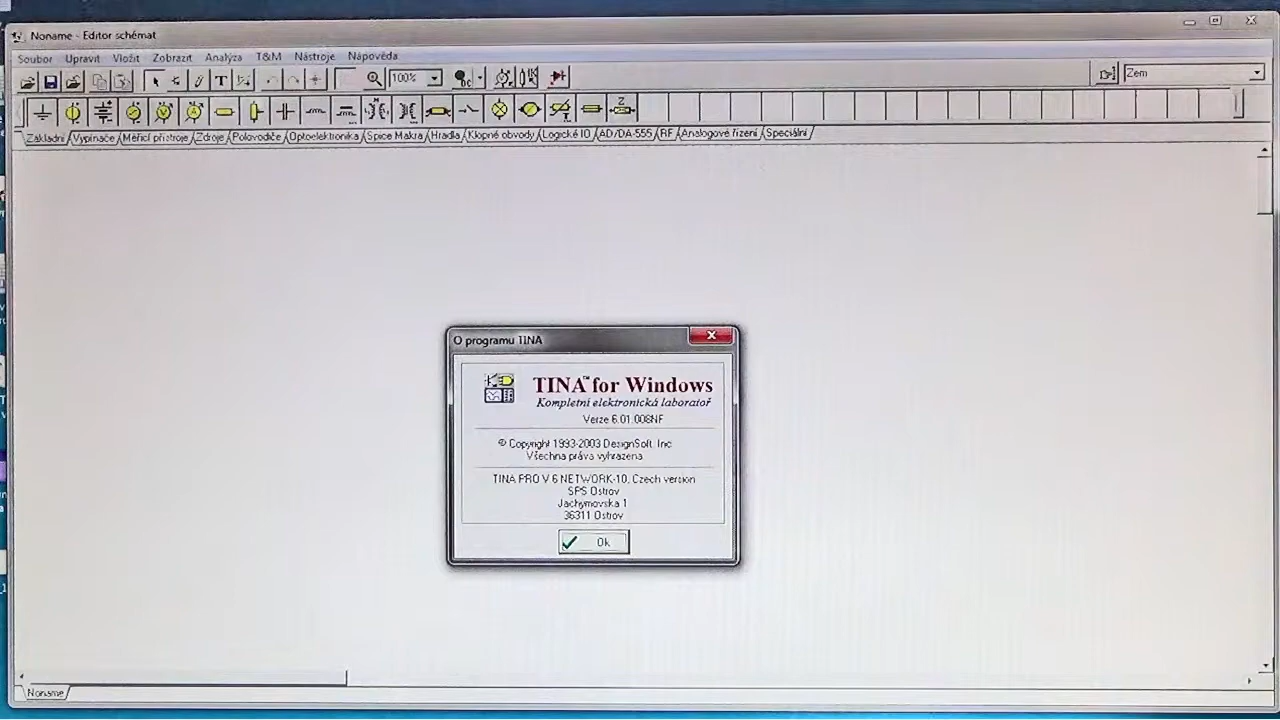 Noname - Editor schémat
Soubor Upravit Vložit Zobrazit Analýza T&M Nástroje Nápověda
T 100% DC Zem
Základní Vypínače Měřicí přístroje Zdroje Polovodiče Optoelektronika Spice Makra Hradla Klopné obvody Logické IO AD/DA-555 RF Analogové řízení Speciální
O programu TINA
TINA™ for Windows
Kompletní elektronická laboratoř
Verze 6.01.008NF
© Copyright 1993-2003 DesignSoft, Inc
Všechna práva vyhrazena
TINA PRO V 6 NETWORK-10, Czech version
SPS Ostrov
Jachymovska 1
36311 Ostrov
Ok
Noname